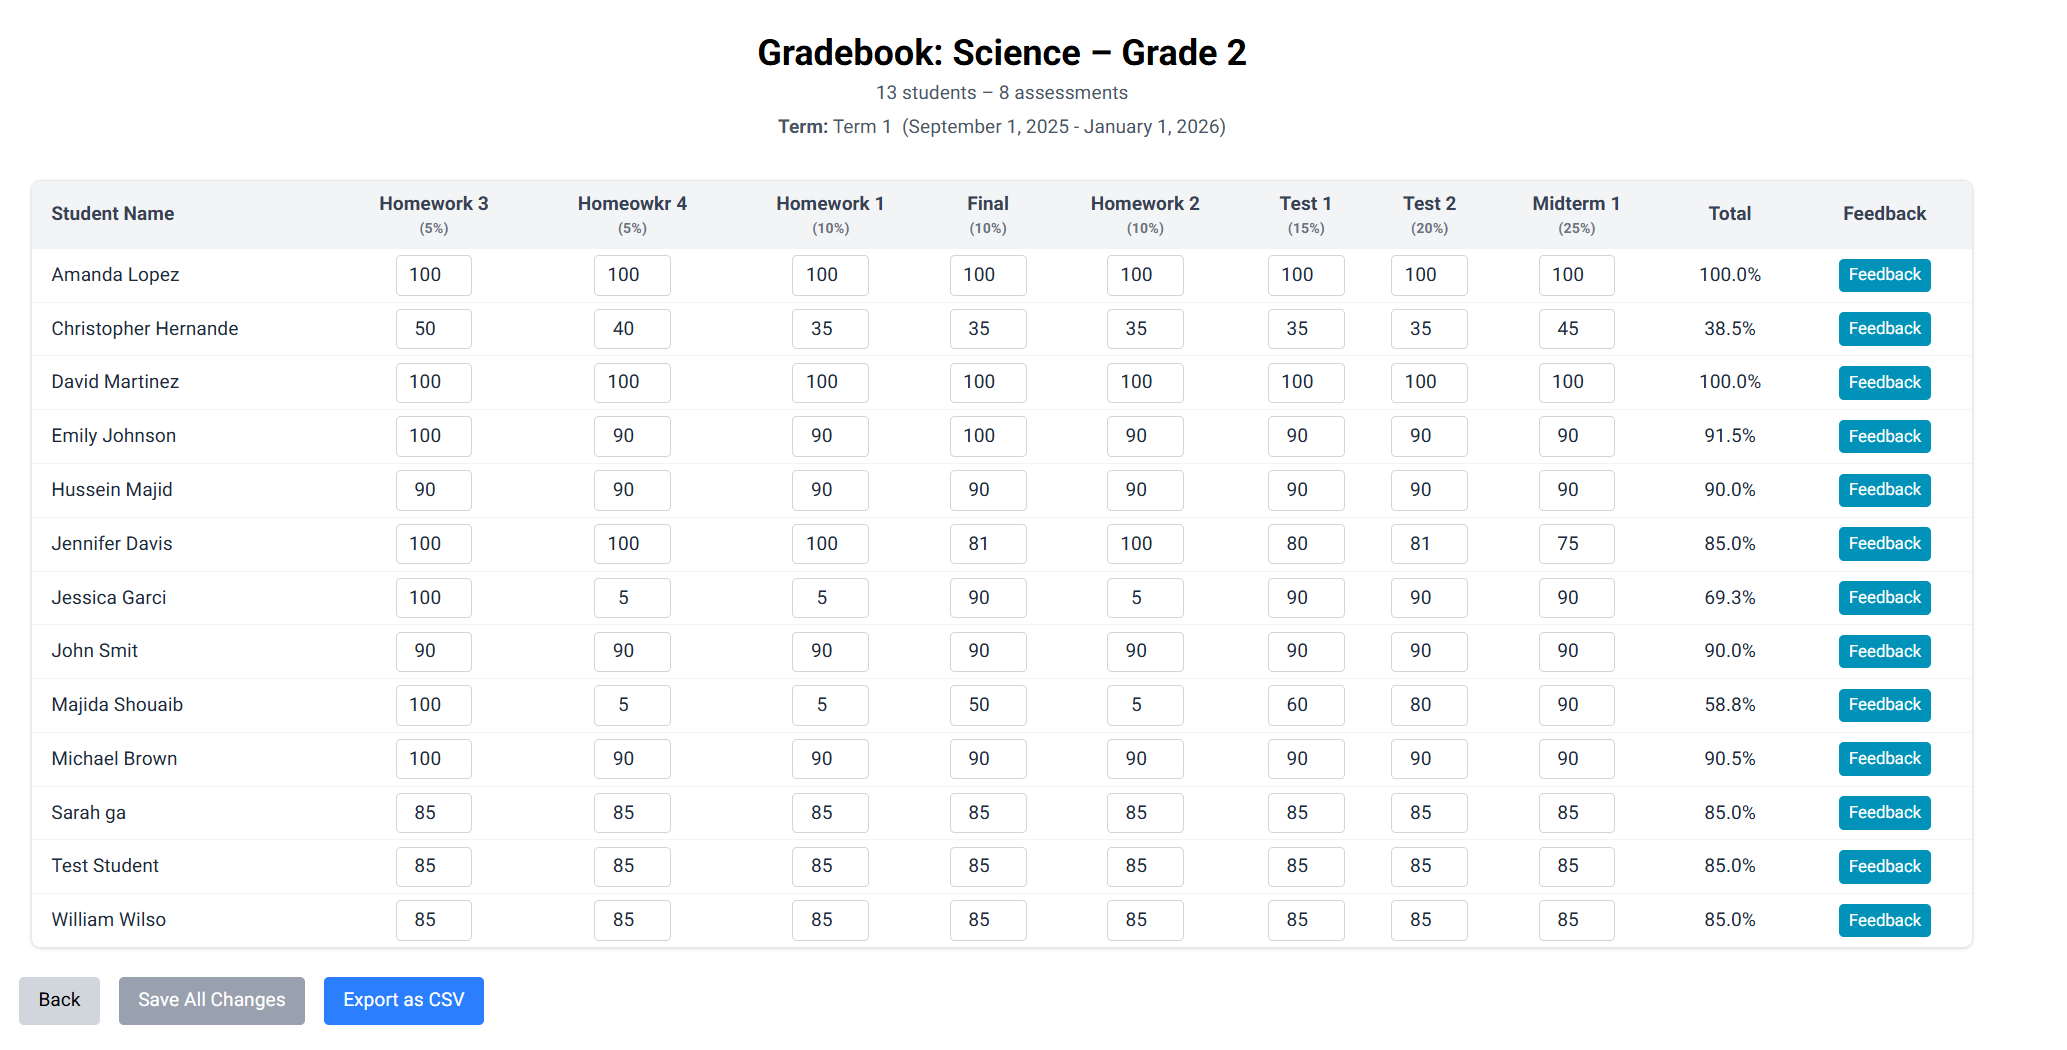 Gradebook: Science – Grade 2
13 students – 8 assessments
Term: Term 1 (September 1, 2025 - January 1, 2026)
Student Name Homework 3 (5%) Homeowkr 4 (5%) Homework 1 (10%) Final (10%) Homework 2 (10%) Test 1 (15%) Test 2 (20%) Midterm 1 (25%) Total Feedback
Amanda Lopez 100 100 100 100 100 100 100 100 100.0% Feedback
Christopher Hernande 50 40 35 35 35 35 35 45 38.5% Feedback
David Martinez 100 100 100 100 100 100 100 100 100.0% Feedback
Emily Johnson 100 90 90 100 90 90 90 90 91.5% Feedback
Hussein Majid 90 90 90 90 90 90 90 90 90.0% Feedback
Jennifer Davis 100 100 100 81 100 80 81 75 85.0% Feedback
Jessica Garci 100 5 5 90 5 90 90 90 69.3% Feedback
John Smit 90 90 90 90 90 90 90 90 90.0% Feedback
Majida Shouaib 100 5 5 50 5 60 80 90 58.8% Feedback
Michael Brown 100 90 90 90 90 90 90 90 90.5% Feedback
Sarah ga 85 85 85 85 85 85 85 85 85.0% Feedback
Test Student 85 85 85 85 85 85 85 85 85.0% Feedback
William Wilso 85 85 85 85 85 85 85 85 85.0% Feedback
Back Save All Changes Export as CSV